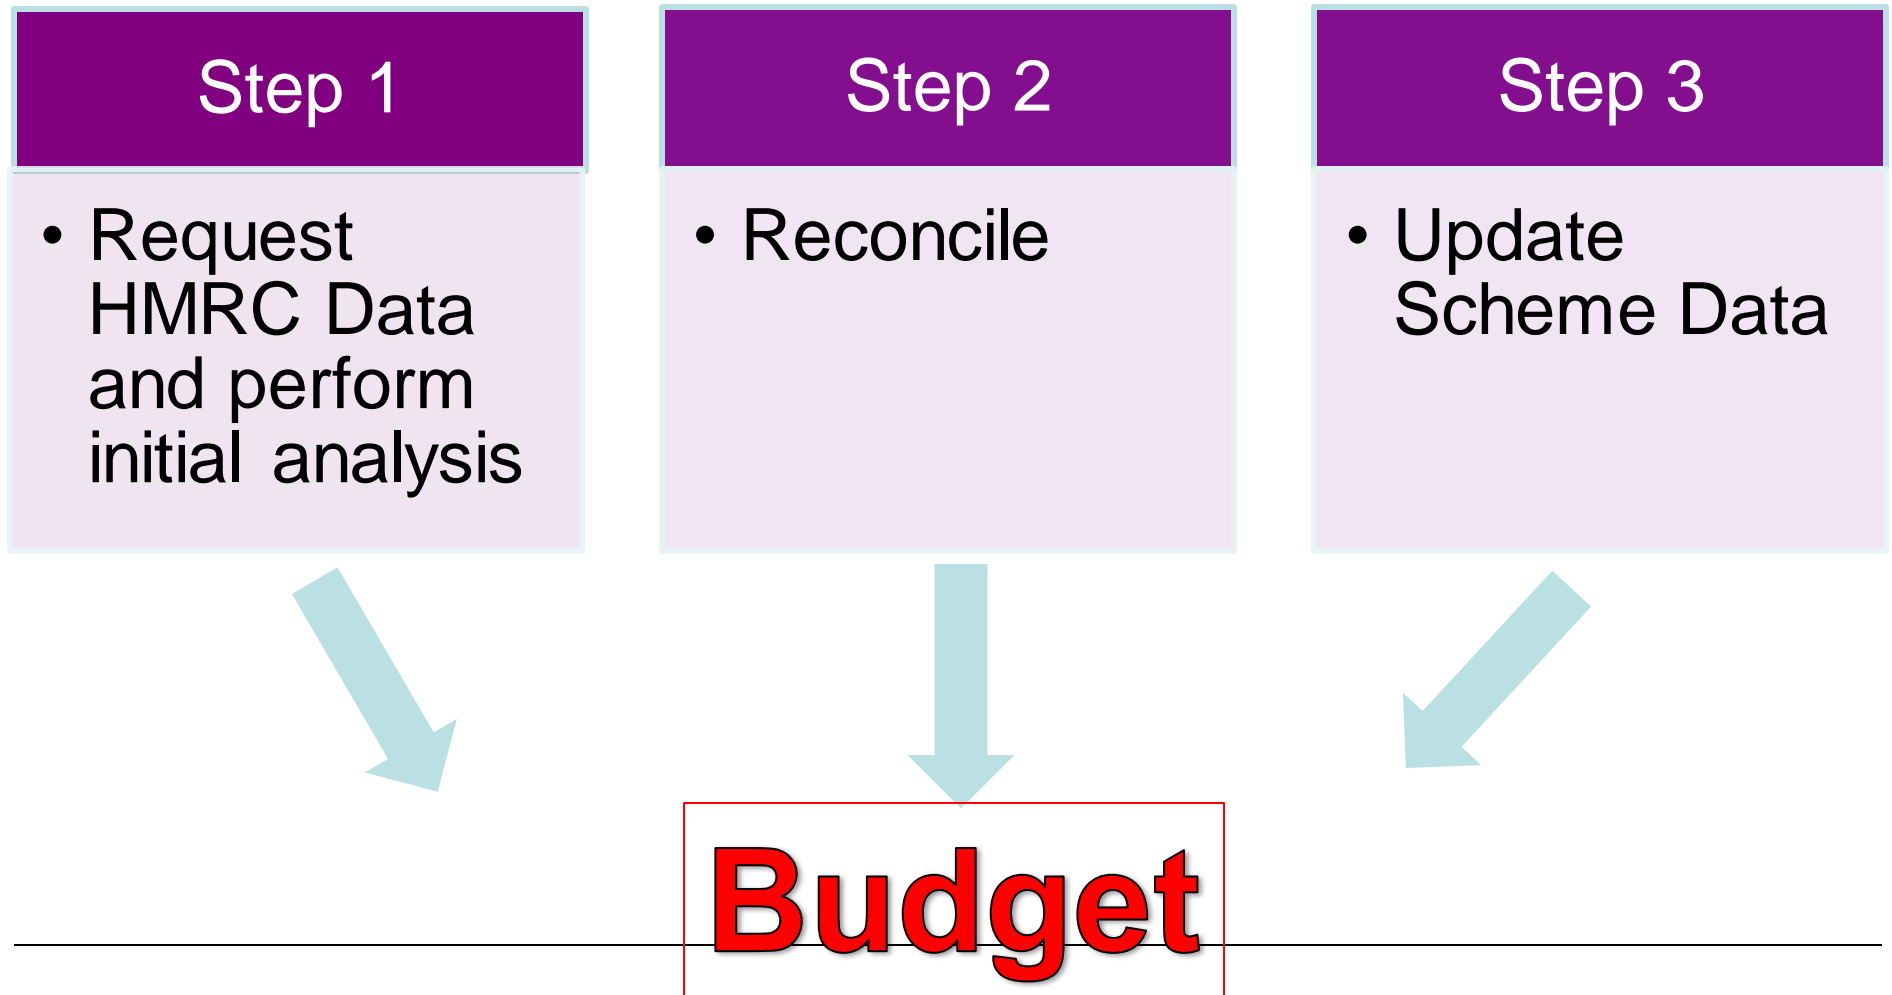 Step 1
• Request
HMRC Data
and perform
initial analysis
Step 2
• Reconcile
Step 3
• Update
Scheme Data
Budget